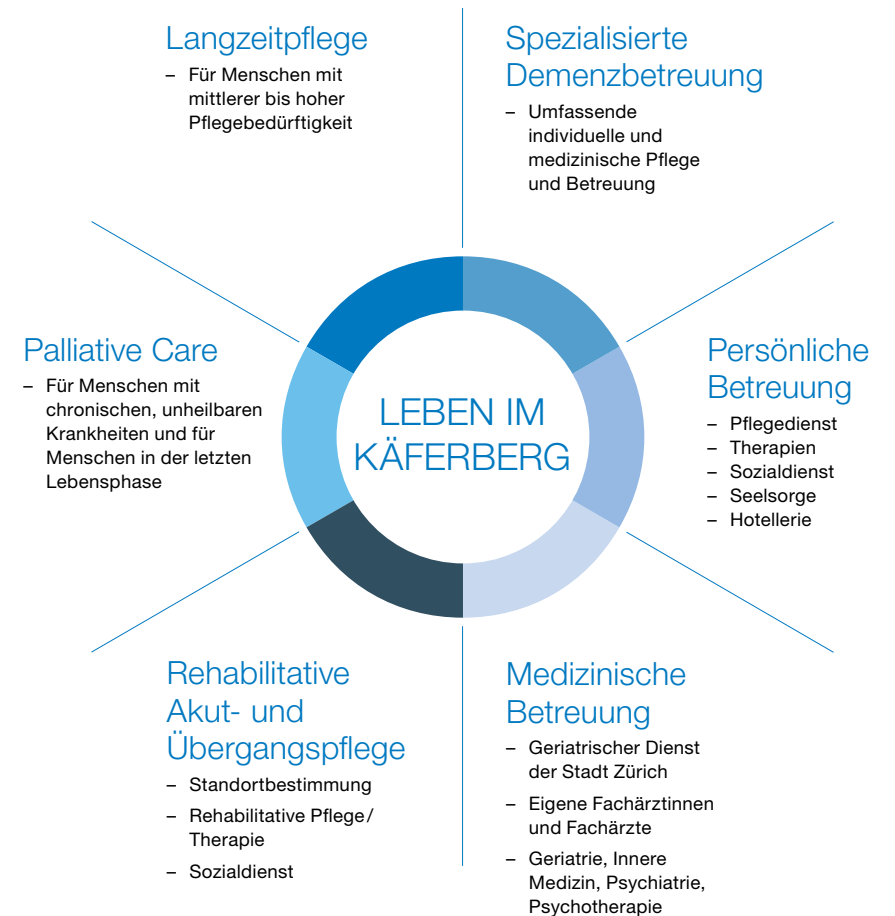 Langzeitpflege
– Für Menschen mit
mittlerer bis hoher
Pflegebedürftigkeit
Spezialisierte
Demenzbetreuung
– Umfassende
individuelle und
medizinische Pflege
und Betreuung
Palliative Care
– Für Menschen mit
chronischen, unheilbaren
Krankheiten und für
Menschen in der letzten
Lebensphase
LEBEN IM
KÄFERBERG
Persönliche
Betreuung
– Pflegedienst
– Therapien
– Sozialdienst
– Seelsorge
– Hotellerie
Rehabilitative
Akut- und
Übergangspflege
– Standortbestimmung
– Rehabilitative Pflege/
Therapie
– Sozialdienst
Medizinische
Betreuung
– Geriatrischer Dienst
der Stadt Zürich
– Eigene Fachärztinnen
und Fachärzte
– Geriatrie, Innere
Medizin, Psychiatrie,
Psychotherapie